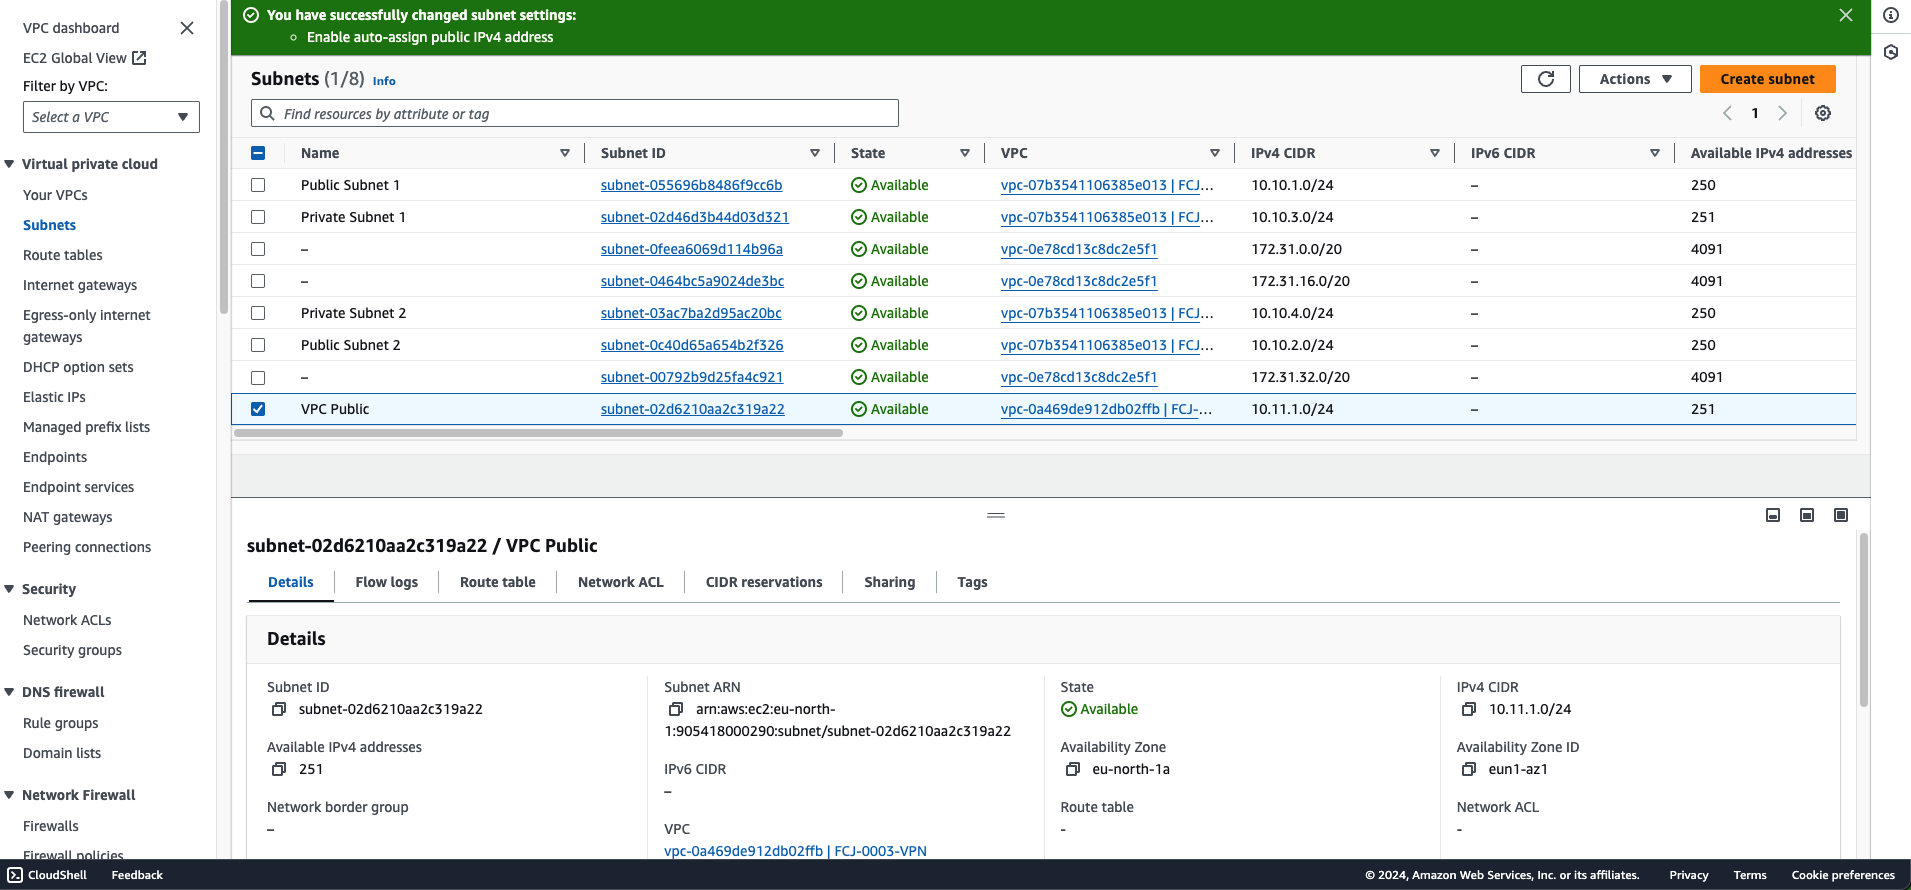 VPC dashboard
EC2 Global View
Filter by VPC:
Select a VPC
Virtual private cloud
Your VPCs
Subnets
Route tables
Internet gateways
Egress-only internet
gateways
DHCP option sets
Elastic IPs
Managed prefix lists
Endpoints
Endpoint services
NAT gateways
Peering connections
Security
Network ACLs
Security groups
DNS firewall
Rule groups
Domain lists
Network Firewall
Firewalls
Firewall policies
You have successfully changed subnet settings:
Enable auto-assign public IPv4 address
Subnets (1/8) Info
Actions
Create subnet
Find resources by attribute or tag
1
Name Subnet ID State VPC IPv4 CIDR IPv6 CIDR Available IPv4 addresses
Public Subnet 1 subnet-055696b8486f9cc6b Available vpc-07b3541106385e013 | FCJ... 10.10.1.0/24 – 250
Private Subnet 1 subnet-02d46d3b44d03d321 Available vpc-07b3541106385e013 | FCJ... 10.10.3.0/24 – 251
– subnet-0feea6069d114b96a Available vpc-0e78cd13c8dc2e5f1 172.31.0.0/20 – 4091
– subnet-0464bc5a9024de3bc Available vpc-0e78cd13c8dc2e5f1 172.31.16.0/20 – 4091
Private Subnet 2 subnet-03ac7ba2d95ac20bc Available vpc-07b3541106385e013 | FCJ... 10.10.4.0/24 – 250
Public Subnet 2 subnet-0c40d65a654b2f326 Available vpc-07b3541106385e013 | FCJ... 10.10.2.0/24 – 250
– subnet-00792b9d25fa4c921 Available vpc-0e78cd13c8dc2e5f1 172.31.32.0/20 – 4091
VPC Public subnet-02d6210aa2c319a22 Available vpc-0a469de912db02ffb | FCJ-... 10.11.1.0/24 – 251
subnet-02d6210aa2c319a22 / VPC Public
Details Flow logs Route table Network ACL CIDR reservations Sharing Tags
Details
Subnet ID
subnet-02d6210aa2c319a22
Available IPv4 addresses
251
Network border group
–
Subnet ARN
arn:aws:ec2:eu-north-
1:905418000290:subnet/subnet-02d6210aa2c319a22
IPv6 CIDR
–
VPC
vpc-0a469de912db02ffb | FCJ-0003-VPN
State
Available
Availability Zone
eu-north-1a
Route table
-
IPv4 CIDR
10.11.1.0/24
Availability Zone ID
eun1-az1
Network ACL
-
CloudShell Feedback © 2024, Amazon Web Services, Inc. or its affiliates. Privacy Terms Cookie preferences